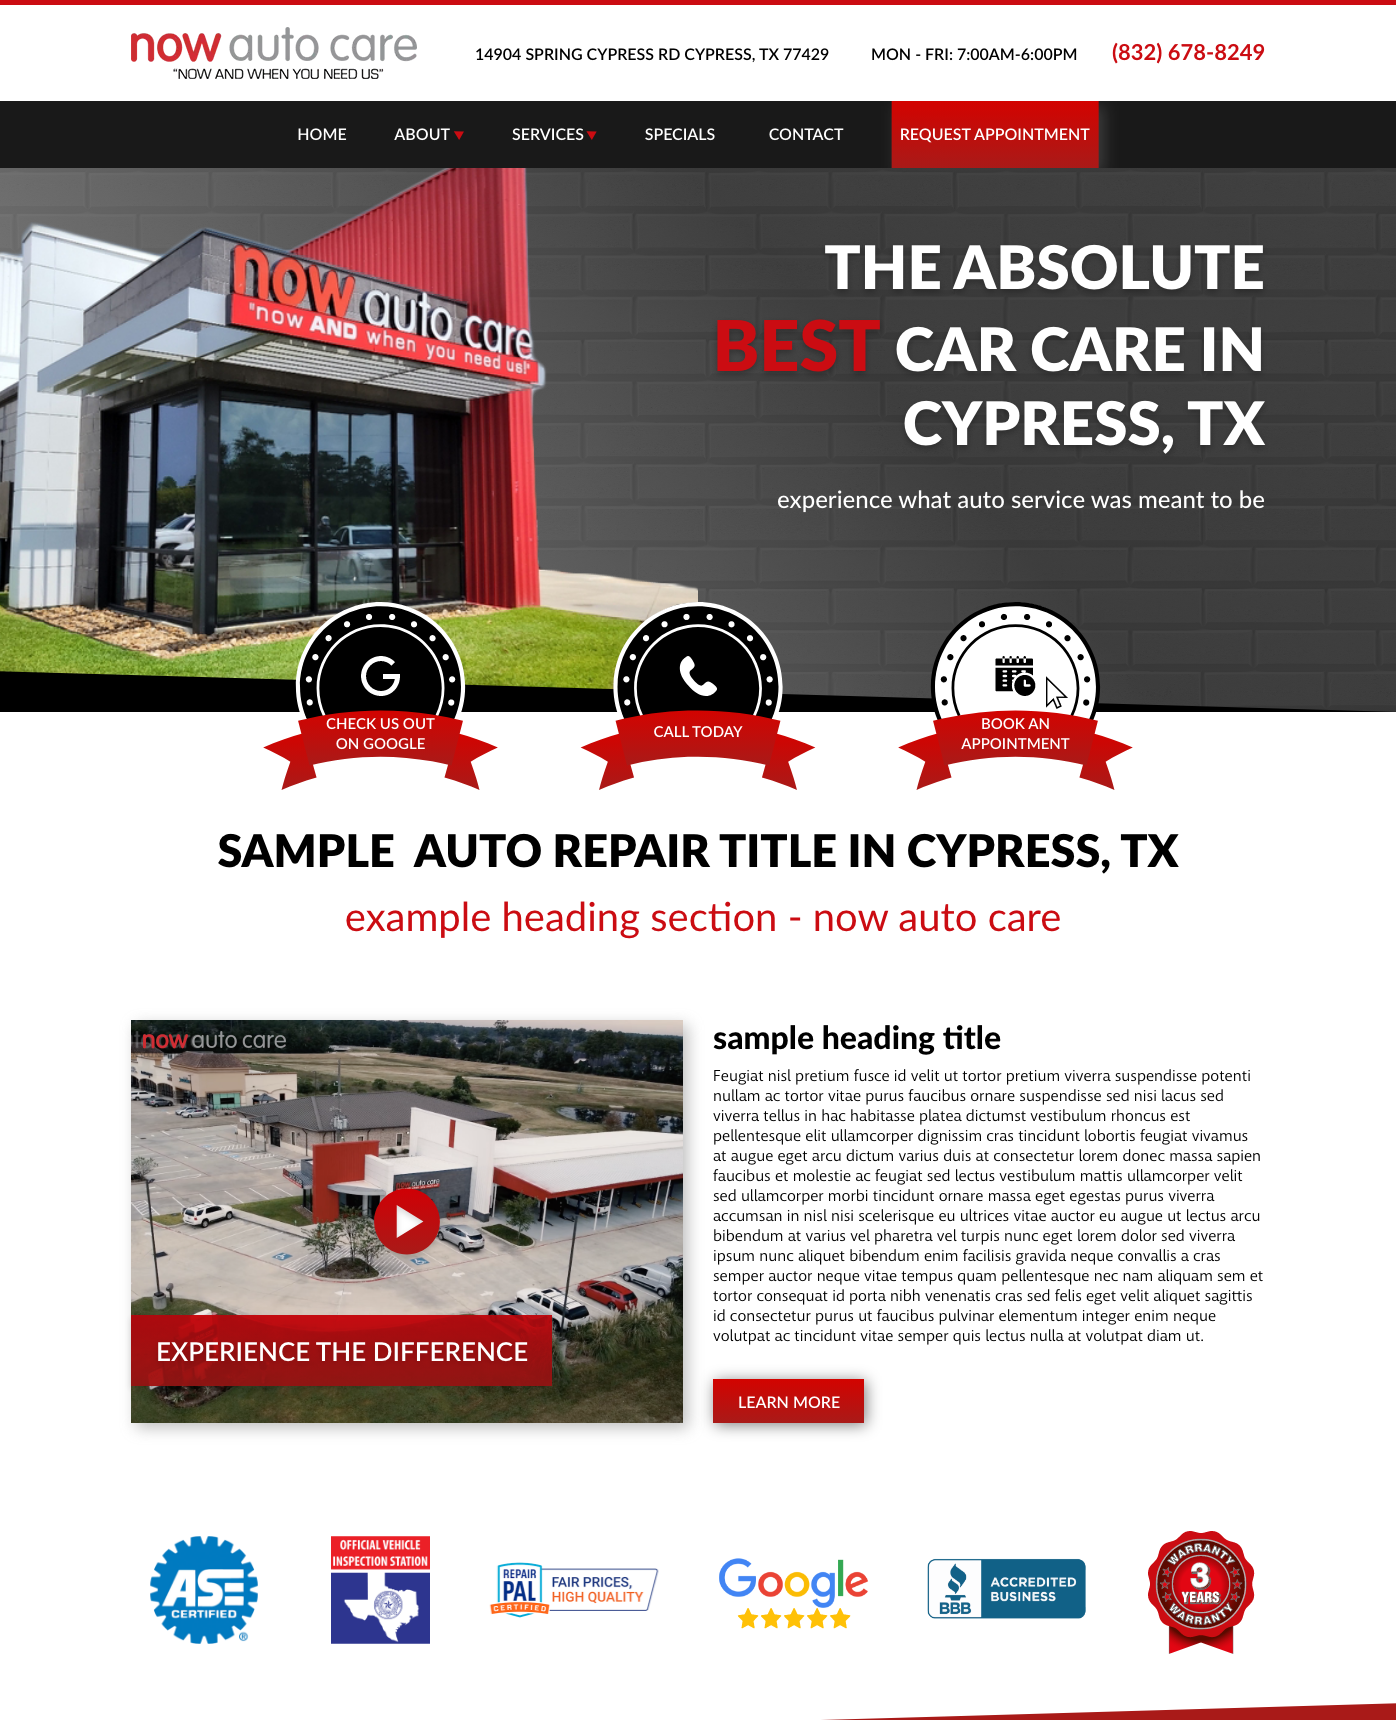 now auto care
"NOW AND WHEN YOU NEED US"
14904 SPRING CYPRESS RD CYPRESS, TX 77429
MON - FRI: 7:00AM-6:00PM
(832) 678-8249
HOME
ABOUT
SERVICES
SPECIALS
CONTACT
REQUEST APPOINTMENT
now auto care
"now AND when you need us!"
THE ABSOLUTE
BEST CAR CARE IN
CYPRESS, TX
experience what auto service was meant to be
CHECK US OUT
ON GOOGLE
CALL TODAY
BOOK AN
APPOINTMENT
SAMPLE  AUTO REPAIR TITLE IN CYPRESS, TX
example heading section - now auto care
now auto care
auto care
EXPERIENCE THE DIFFERENCE
sample heading title
Feugiat nisl pretium fusce id velit ut tortor pretium viverra suspendisse potenti
nullam ac tortor vitae purus faucibus ornare suspendisse sed nisi lacus sed
viverra tellus in hac habitasse platea dictumst vestibulum rhoncus est
pellentesque elit ullamcorper dignissim cras tincidunt lobortis feugiat vivamus
at augue eget arcu dictum varius duis at consectetur lorem donec massa sapien
faucibus et molestie ac feugiat sed lectus vestibulum mattis ullamcorper velit
sed ullamcorper morbi tincidunt ornare massa eget egestas purus viverra
accumsan in nisl nisi scelerisque eu ultrices vitae auctor eu augue ut lectus arcu
bibendum at varius vel pharetra vel turpis nunc eget lorem dolor sed viverra
ipsum nunc aliquet bibendum enim facilisis gravida neque convallis a cras
semper auctor neque vitae tempus quam pellentesque nec nam aliquam sem et
tortor consequat id porta nibh venenatis cras sed felis eget velit aliquet sagittis
id consectetur purus ut faucibus pulvinar elementum integer enim neque
volutpat ac tincidunt vitae semper quis lectus nulla at volutpat diam ut.
LEARN MORE
ASE
CERTIFIED
®
OFFICIAL VEHICLE
INSPECTION STATION
REPAIR
PAL
CERTIFIED
FAIR PRICES,
HIGH QUALITY
Google
BBB
ACCREDITED
BUSINESS
WARRANTY
3
YEARS
WARRANTY